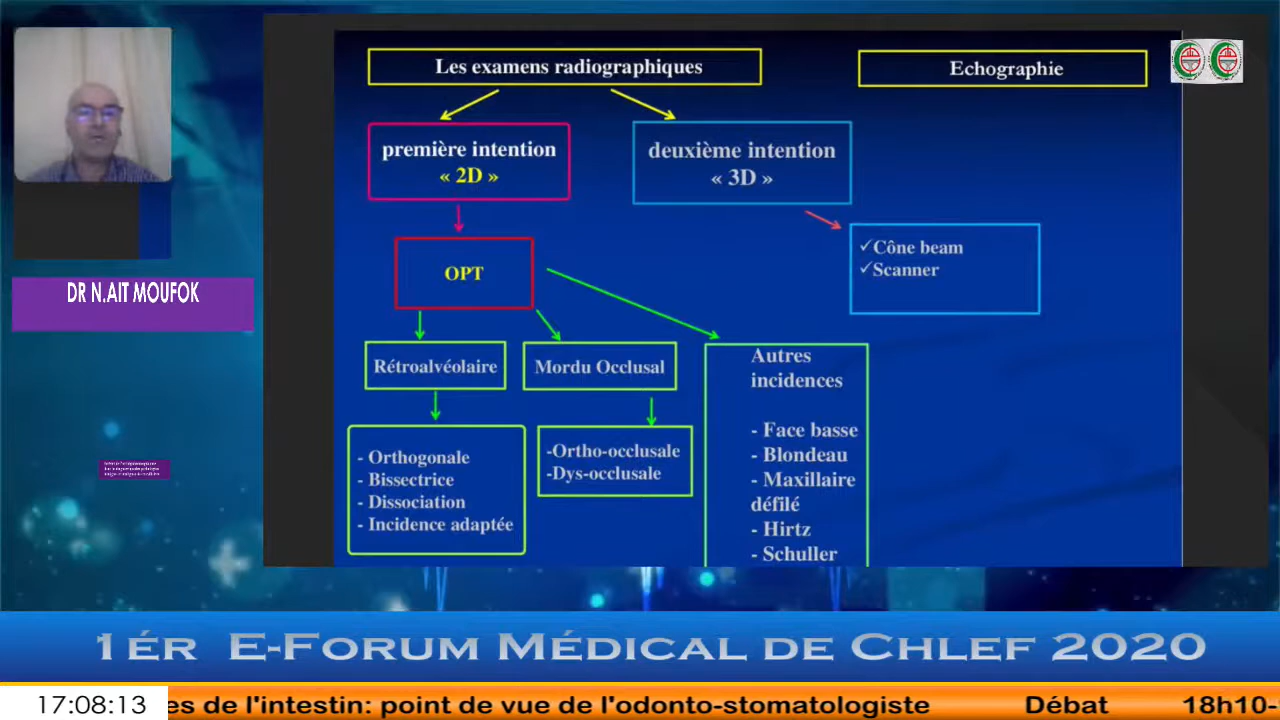 Les examens radiographiques
Echographie
première intention
« 2D »
deuxième intention
« 3D »
✓Cône beam
✓Scanner
OPT
Rétroalvéolaire
Mordu Occlusal
Autres
incidences
- Face basse
- Blondeau
- Maxillaire
défilé
- Hirtz
- Schuller
- Orthogonale
- Bissectrice
- Dissociation
- Incidence adaptée
-Ortho-occlusale
-Dys-occlusale
DR N.AIT MOUFOK
1ér E-Forum Médical de Chlef 2020
17:08:13
es de l'intestin: point de vue de l'odonto-stomatologiste Débat 18h10-